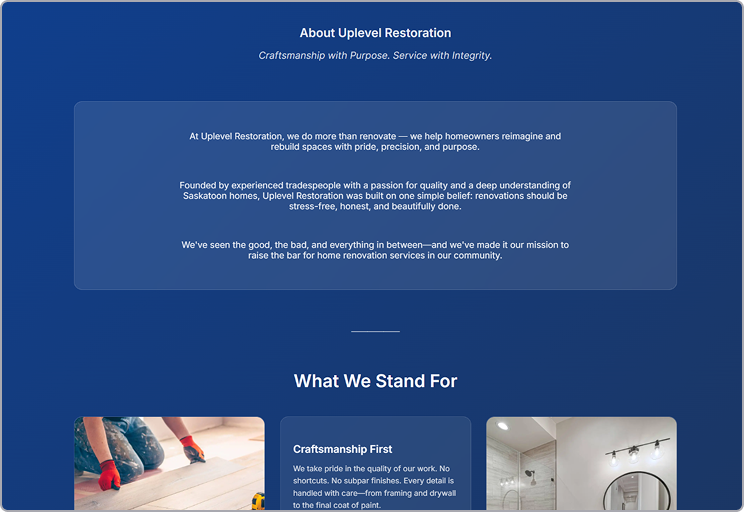 About Uplevel Restoration
Craftsmanship with Purpose. Service with Integrity.
At Uplevel Restoration, we do more than renovate — we help homeowners reimagine and
rebuild spaces with pride, precision, and purpose.
Founded by experienced tradespeople with a passion for quality and a deep understanding of
Saskatoon homes, Uplevel Restoration was built on one simple belief: renovations should be
stress-free, honest, and beautifully done.
We've seen the good, the bad, and everything in between—and we've made it our mission to
raise the bar for home renovation services in our community.
What We Stand For
Craftsmanship First
We take pride in the quality of our work. No
shortcuts. No subpar finishes. Every detail is
handled with care—from framing and drywall
to the final coat of paint.